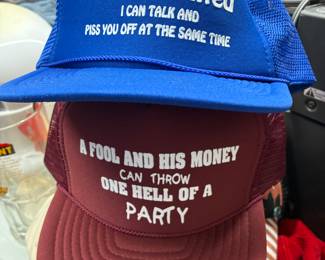 I CAN TALK AND
PISS YOU OFF AT THE SAME TIME
A FOOL AND HIS MONEY
CAN THROW
ONE HELL OF A
PARTY